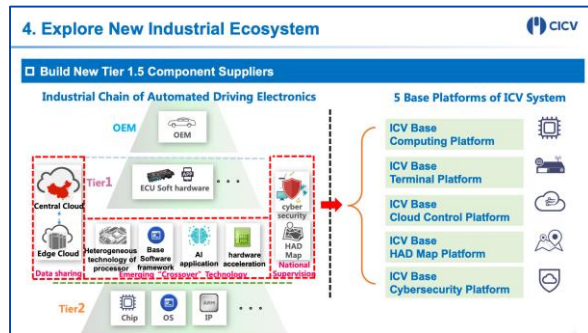 4. Explore New Industrial Ecosystem
CICV
Build New Tier 1.5 Component Suppliers
Industrial Chain of Automated Driving Electronics
5 Base Platforms of ICV System
OEM
OEM
Tier1
APP
ECU Soft hardware
Central Cloud
Edge Cloud
Data sharing
Heterogeneous
technology of
processor
Base
Software
framework
AI
application
hardware
acceleration
Emerging "Crossover" Technology
cyber
security
HAD
Map
National
Supervising
Tier2
Chip
OS
IP
ICV Base
Computing Platform
ICV Base
Terminal Platform
ICV Base
Cloud Control Platform
ICV Base
HAD Map Platform
ICV Base
Cybersecurity Platform